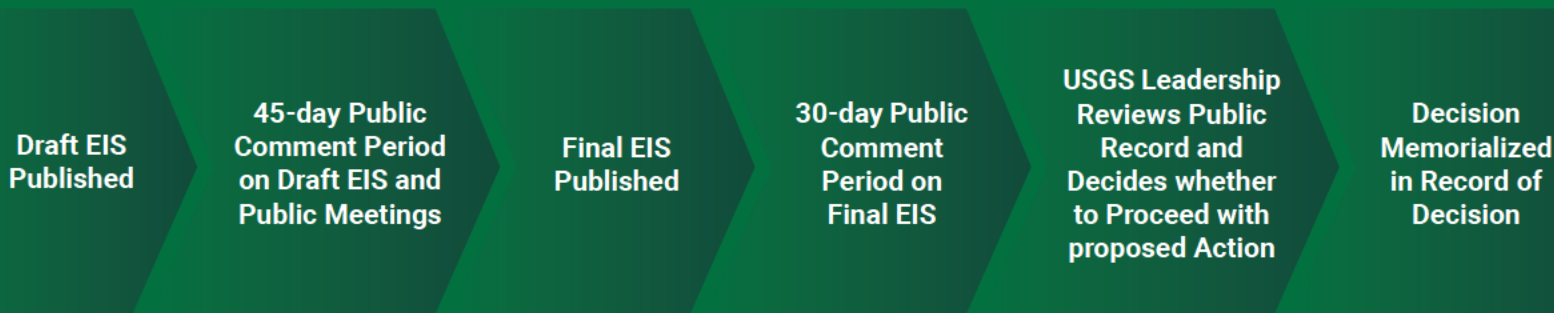 Draft EIS
Published
45-day Public
Comment Period
on Draft EIS and
Public Meetings
Final EIS
Published
30-day Public
Comment
Period on
Final EIS
USGS Leadership
Reviews Public
Record and
Decides whether
to Proceed with
proposed Action
Decision
Memorialized
in Record of
Decision